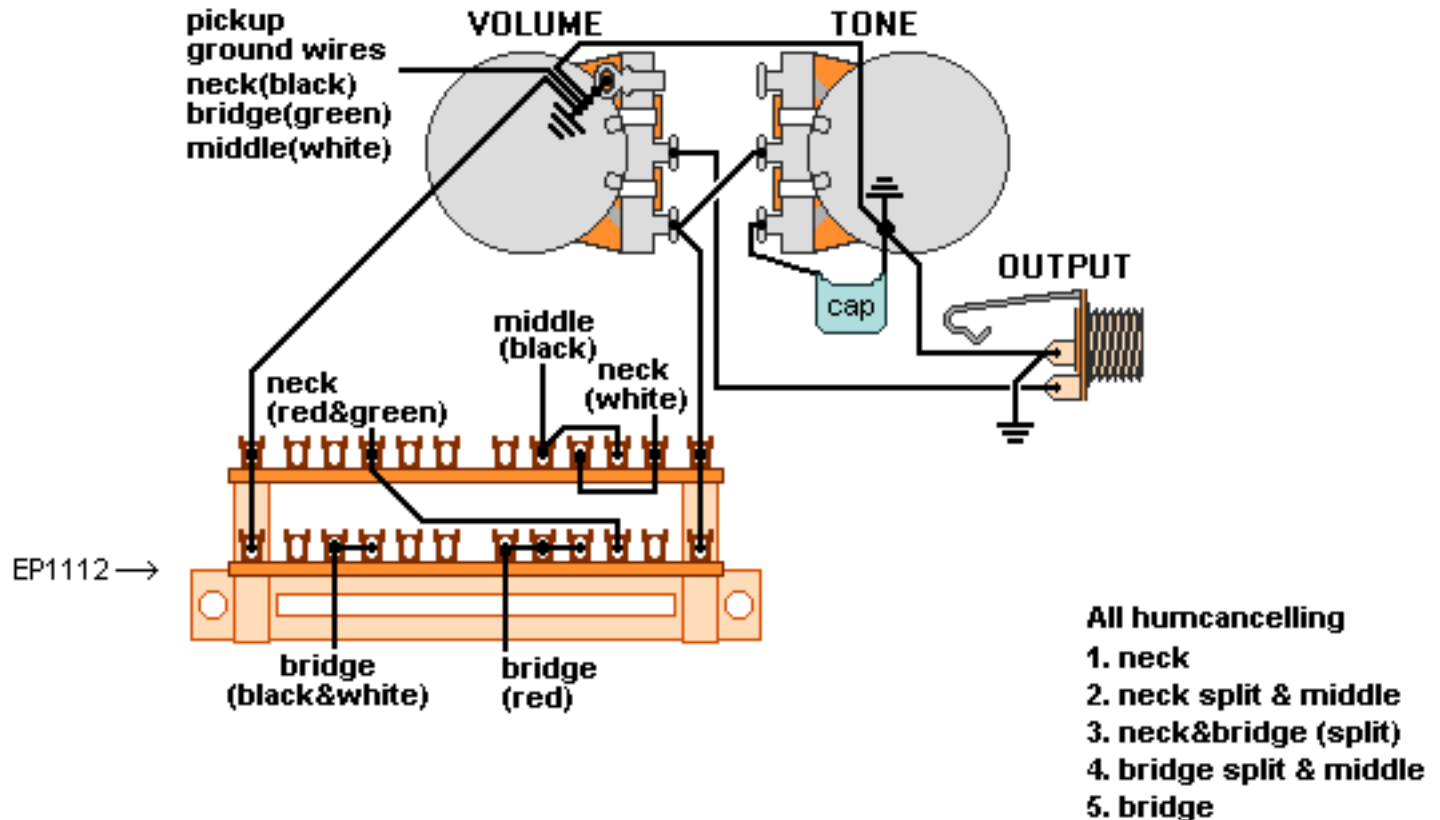 pickup
ground wires
neck(black)
bridge(green)
middle(white)
VOLUME
TONE
OUTPUT
cap
middle
(black)
neck
(white)
neck
(red&green)
EP1112
bridge
(black&white)
bridge
(red)
All humcancelling
1. neck
2. neck split & middle
3. neck&bridge (split)
4. bridge split & middle
5. bridge